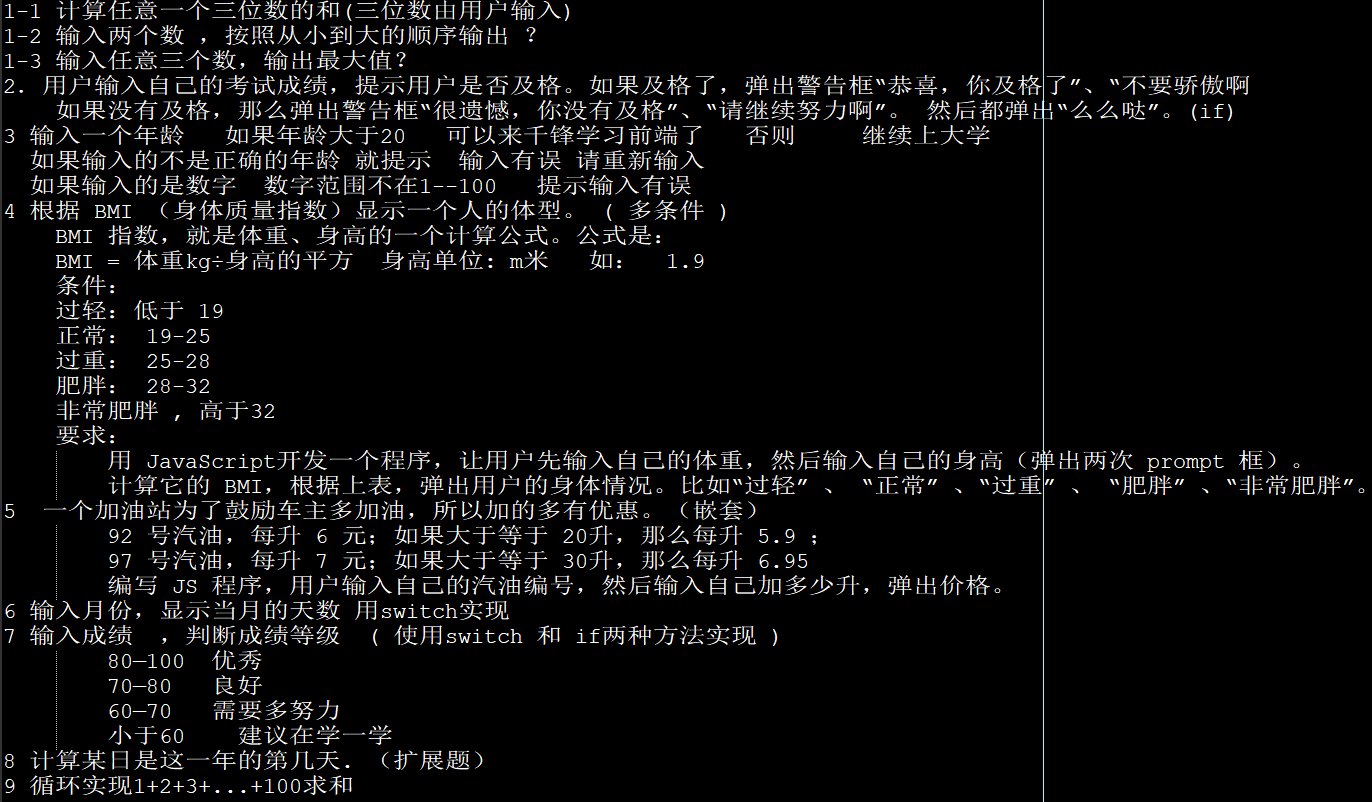 1-1 计算任意一个三位数的和(三位数由用户输入)
1-2 输入两个数 ，按照从小到大的顺序输出 ？
1-3 输入任意三个数，输出最大值？
2. 用户输入自己的考试成绩，提示用户是否及格。如果及格了，弹出警告框“恭喜，你及格了”、“不要骄傲啊
如果没有及格，那么弹出警告框“很遗憾，你没有及格”、“请继续努力啊”。 然后都弹出“么么哒”。(if)
3 输入一个年龄 如果年龄大于20 可以来千锋学习前端了 否则 继续上大学
如果输入的不是正确的年龄 就提示 输入有误 请重新输入
如果输入的是数字 数字范围不在1--100 提示输入有误
4 根据 BMI （身体质量指数）显示一个人的体型。 ( 多条件 )
BMI 指数，就是体重、身高的一个计算公式。公式是：
BMI = 体重kg÷身高的平方 身高单位：m米 如： 1.9
条件：
过轻：低于 19
正常： 19-25
过重： 25-28
肥胖： 28-32
非常肥胖 , 高于32
要求：
用 JavaScript开发一个程序，让用户先输入自己的体重，然后输入自己的身高（弹出两次 prompt 框）。
计算它的 BMI，根据上表，弹出用户的身体情况。比如“过轻” 、 “正常” 、“过重” 、 “肥胖” 、“非常肥胖”。
5 一个加油站为了鼓励车主多加油，所以加的多有优惠。（嵌套）
92 号汽油，每升 6 元；如果大于等于 20升，那么每升 5.9 ；
97 号汽油，每升 7 元；如果大于等于 30升，那么每升 6.95
编写 JS 程序，用户输入自己的汽油编号，然后输入自己加多少升，弹出价格。
6 输入月份，显示当月的天数 用switch实现
7 输入成绩 ，判断成绩等级 ( 使用switch 和 if两种方法实现 )
80—100 优秀
70—80 良好
60—70 需要多努力
小于60 建议在学一学
8 计算某日是这一年的第几天. （扩展题）
9 循环实现1+2+3+...+100求和